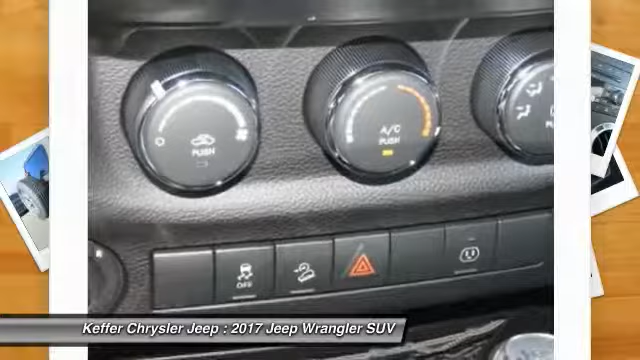 PUSH
A/C
PUSH
OFF
Keffer Chrysler Jeep : 2017 Jeep Wrangler SUV